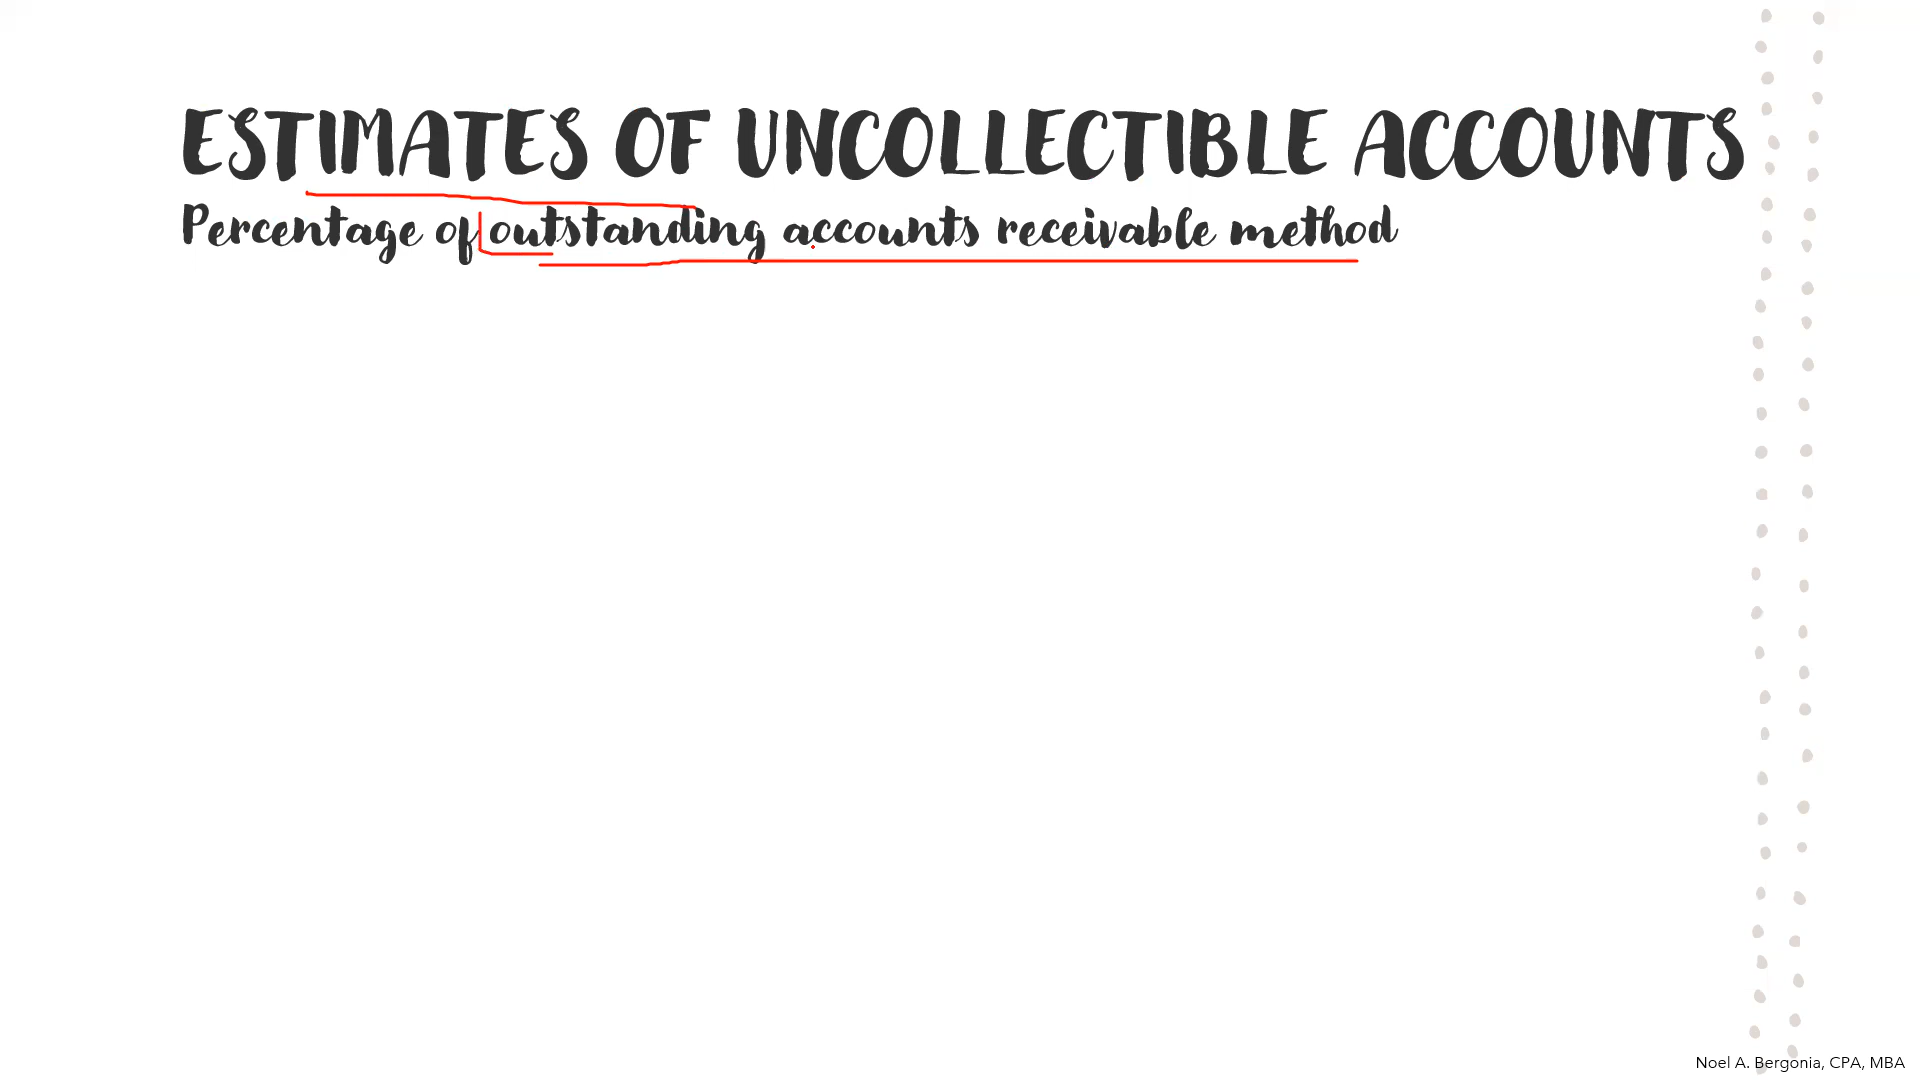 ESTIMATES OF UNCOLLECTIBLE ACCOUNTS
Percentage of outstanding accounts receivable method
Noel A. Bergonia, CPA, MBA